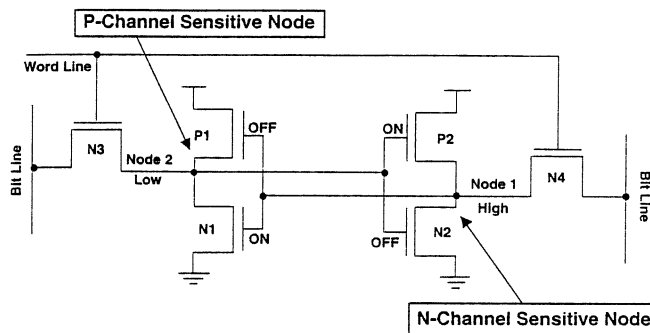 P-Channel Sensitive Node
Word Line
P1
OFF
ON
P2
Bit Line
N3
Node 2
Low
Node 1
High
N4
Bit Line
N1
ON
OFF
N2
N-Channel Sensitive Node